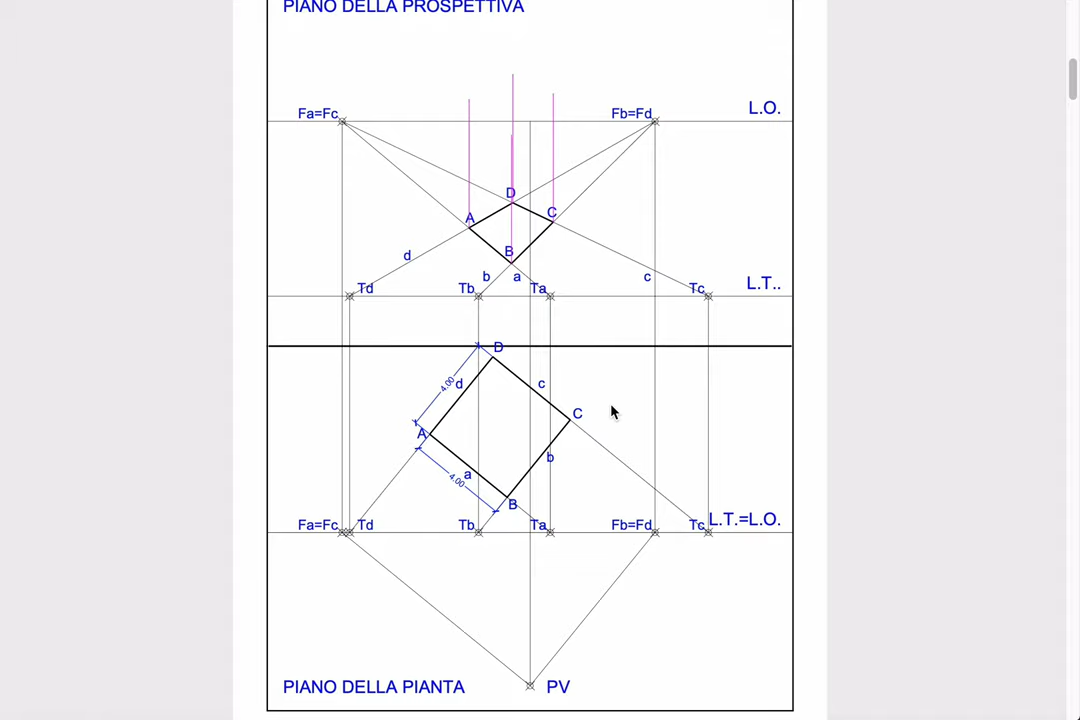 PIANO DELLA PROSPETTIVA
L.O.
Fa=Fc
Fb=Fd
D
A
C
B
d
b
a
c
L.T..
Td
Tb
Ta
Tc
D
4.00
d
c
C
A
b
a
4.00
B
L.T.=L.O.
Fa=Fc
Td
Tb
Ta
Fb=Fd
Tc
PIANO DELLA PIANTA
PV